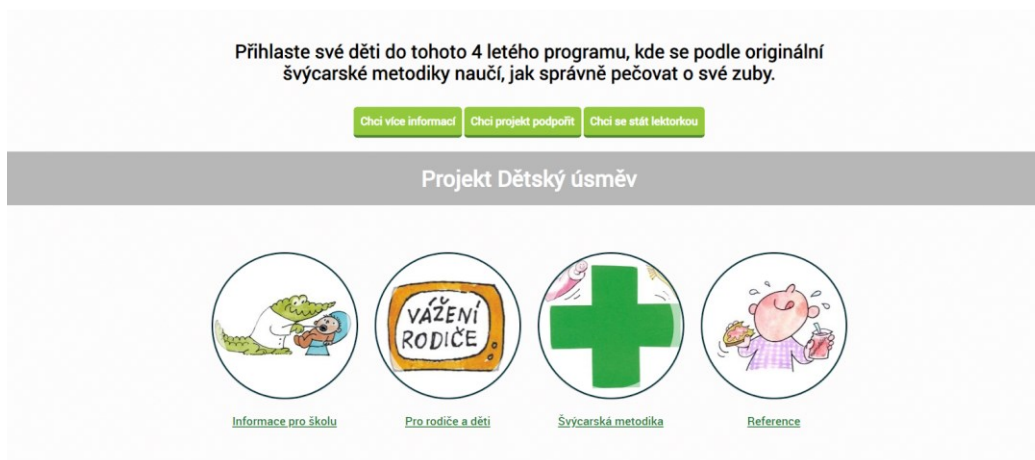 Přihlaste své děti do tohoto 4 letého programu, kde se podle originální
švýcarské metodiky naučí, jak správně pečovat o své zuby.
Chci více informací
Chci projekt podpořit
Chci se stát lektorkou
Projekt Dětský úsměv
VÁŽENÍ
RODIČE
Informace pro školu
Pro rodiče a děti
Švýcarská metodika
Reference